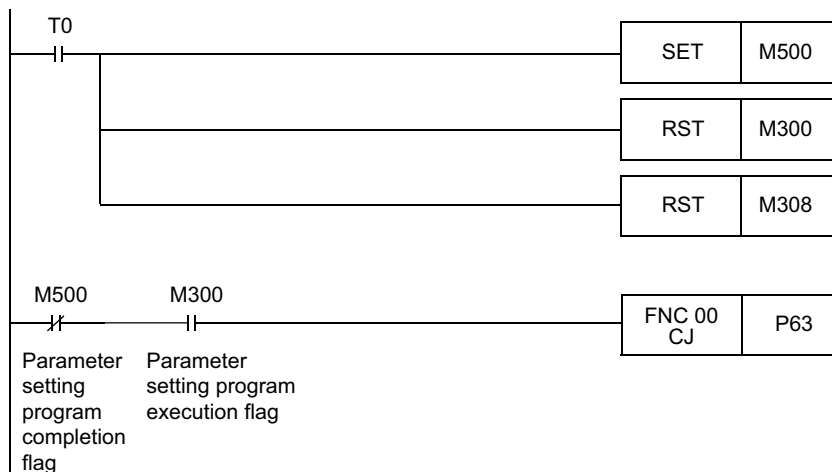 T0
SET M500
RST M300
RST M308
M500 M300
FNC 00
CJ
P63
Parameter
setting
program
completion
flag
Parameter
setting program
execution flag